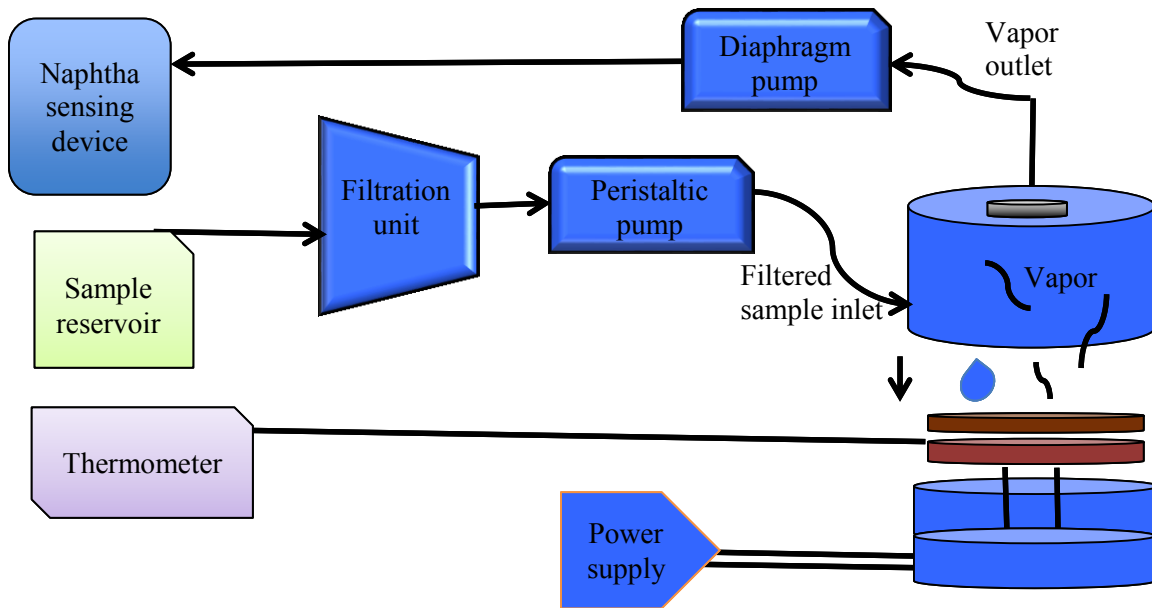 Naphtha
sensing
device
Diaphragm
pump
Vapor
outlet
Filtration
unit
Peristaltic
pump
Sample
reservoir
Filtered
sample inlet
Vapor
Thermometer
Power
supply